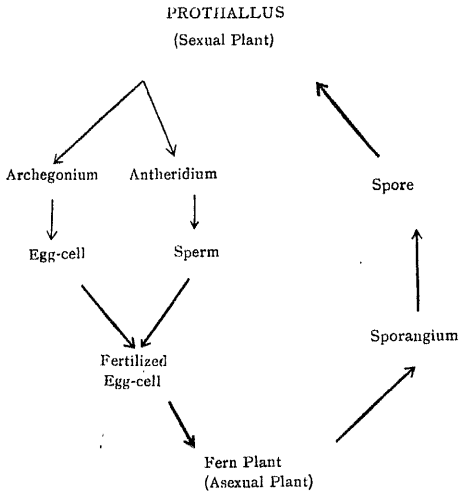 PROTHALLUS
(Sexual Plant)
Archegonium Antheridium
Spore
Egg-cell Sperm
Sporangium
Fertilized
Egg-cell
Fern Plant
(Asexual Plant)